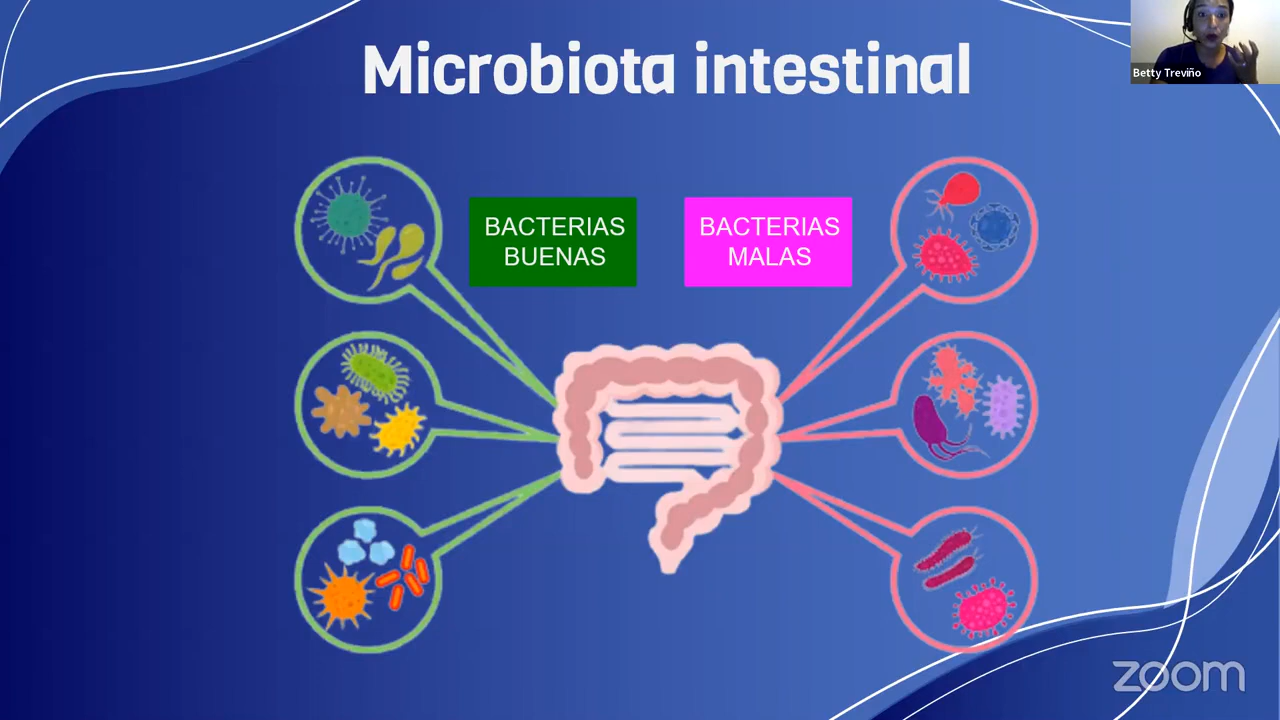 Microbiota intestinal
Betty Treviño
BACTERIAS
BUENAS
BACTERIAS
MALAS
zoom